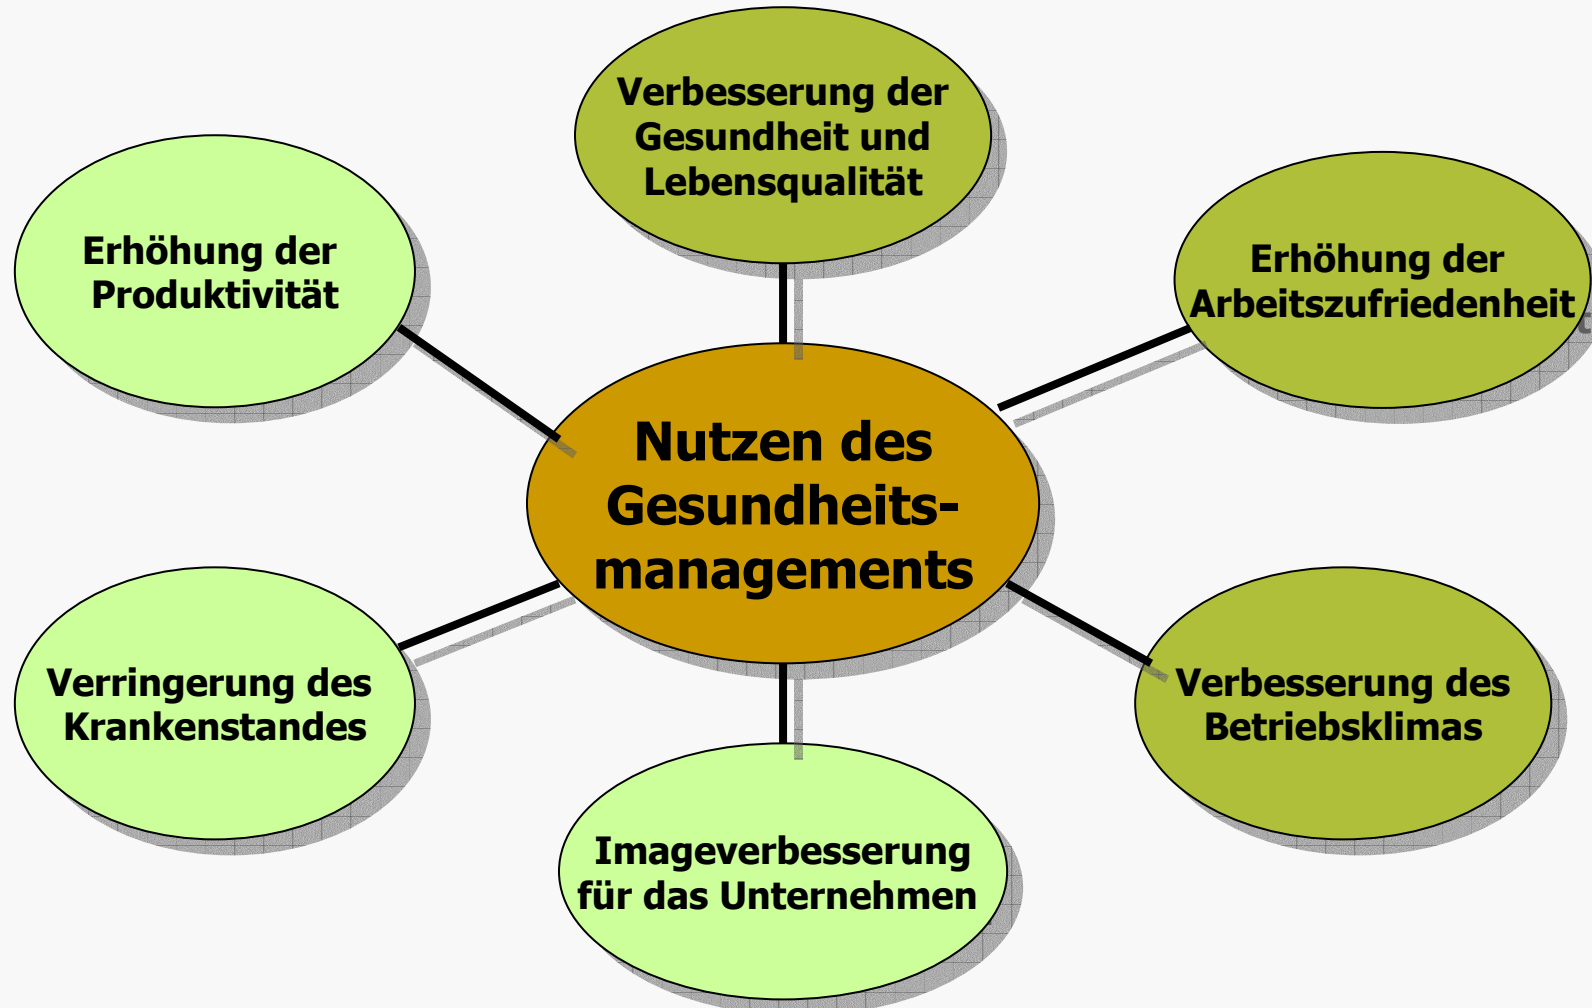 Verbesserung der
Gesundheit und
Lebensqualität
Erhöhung der
Produktivität
Erhöhung der
Arbeitszufriedenheit
Nutzen des
Gesundheits-
managements
Verringerung des
Krankenstandes
Verbesserung des
Betriebsklimas
Imageverbesserung
für das Unternehmen